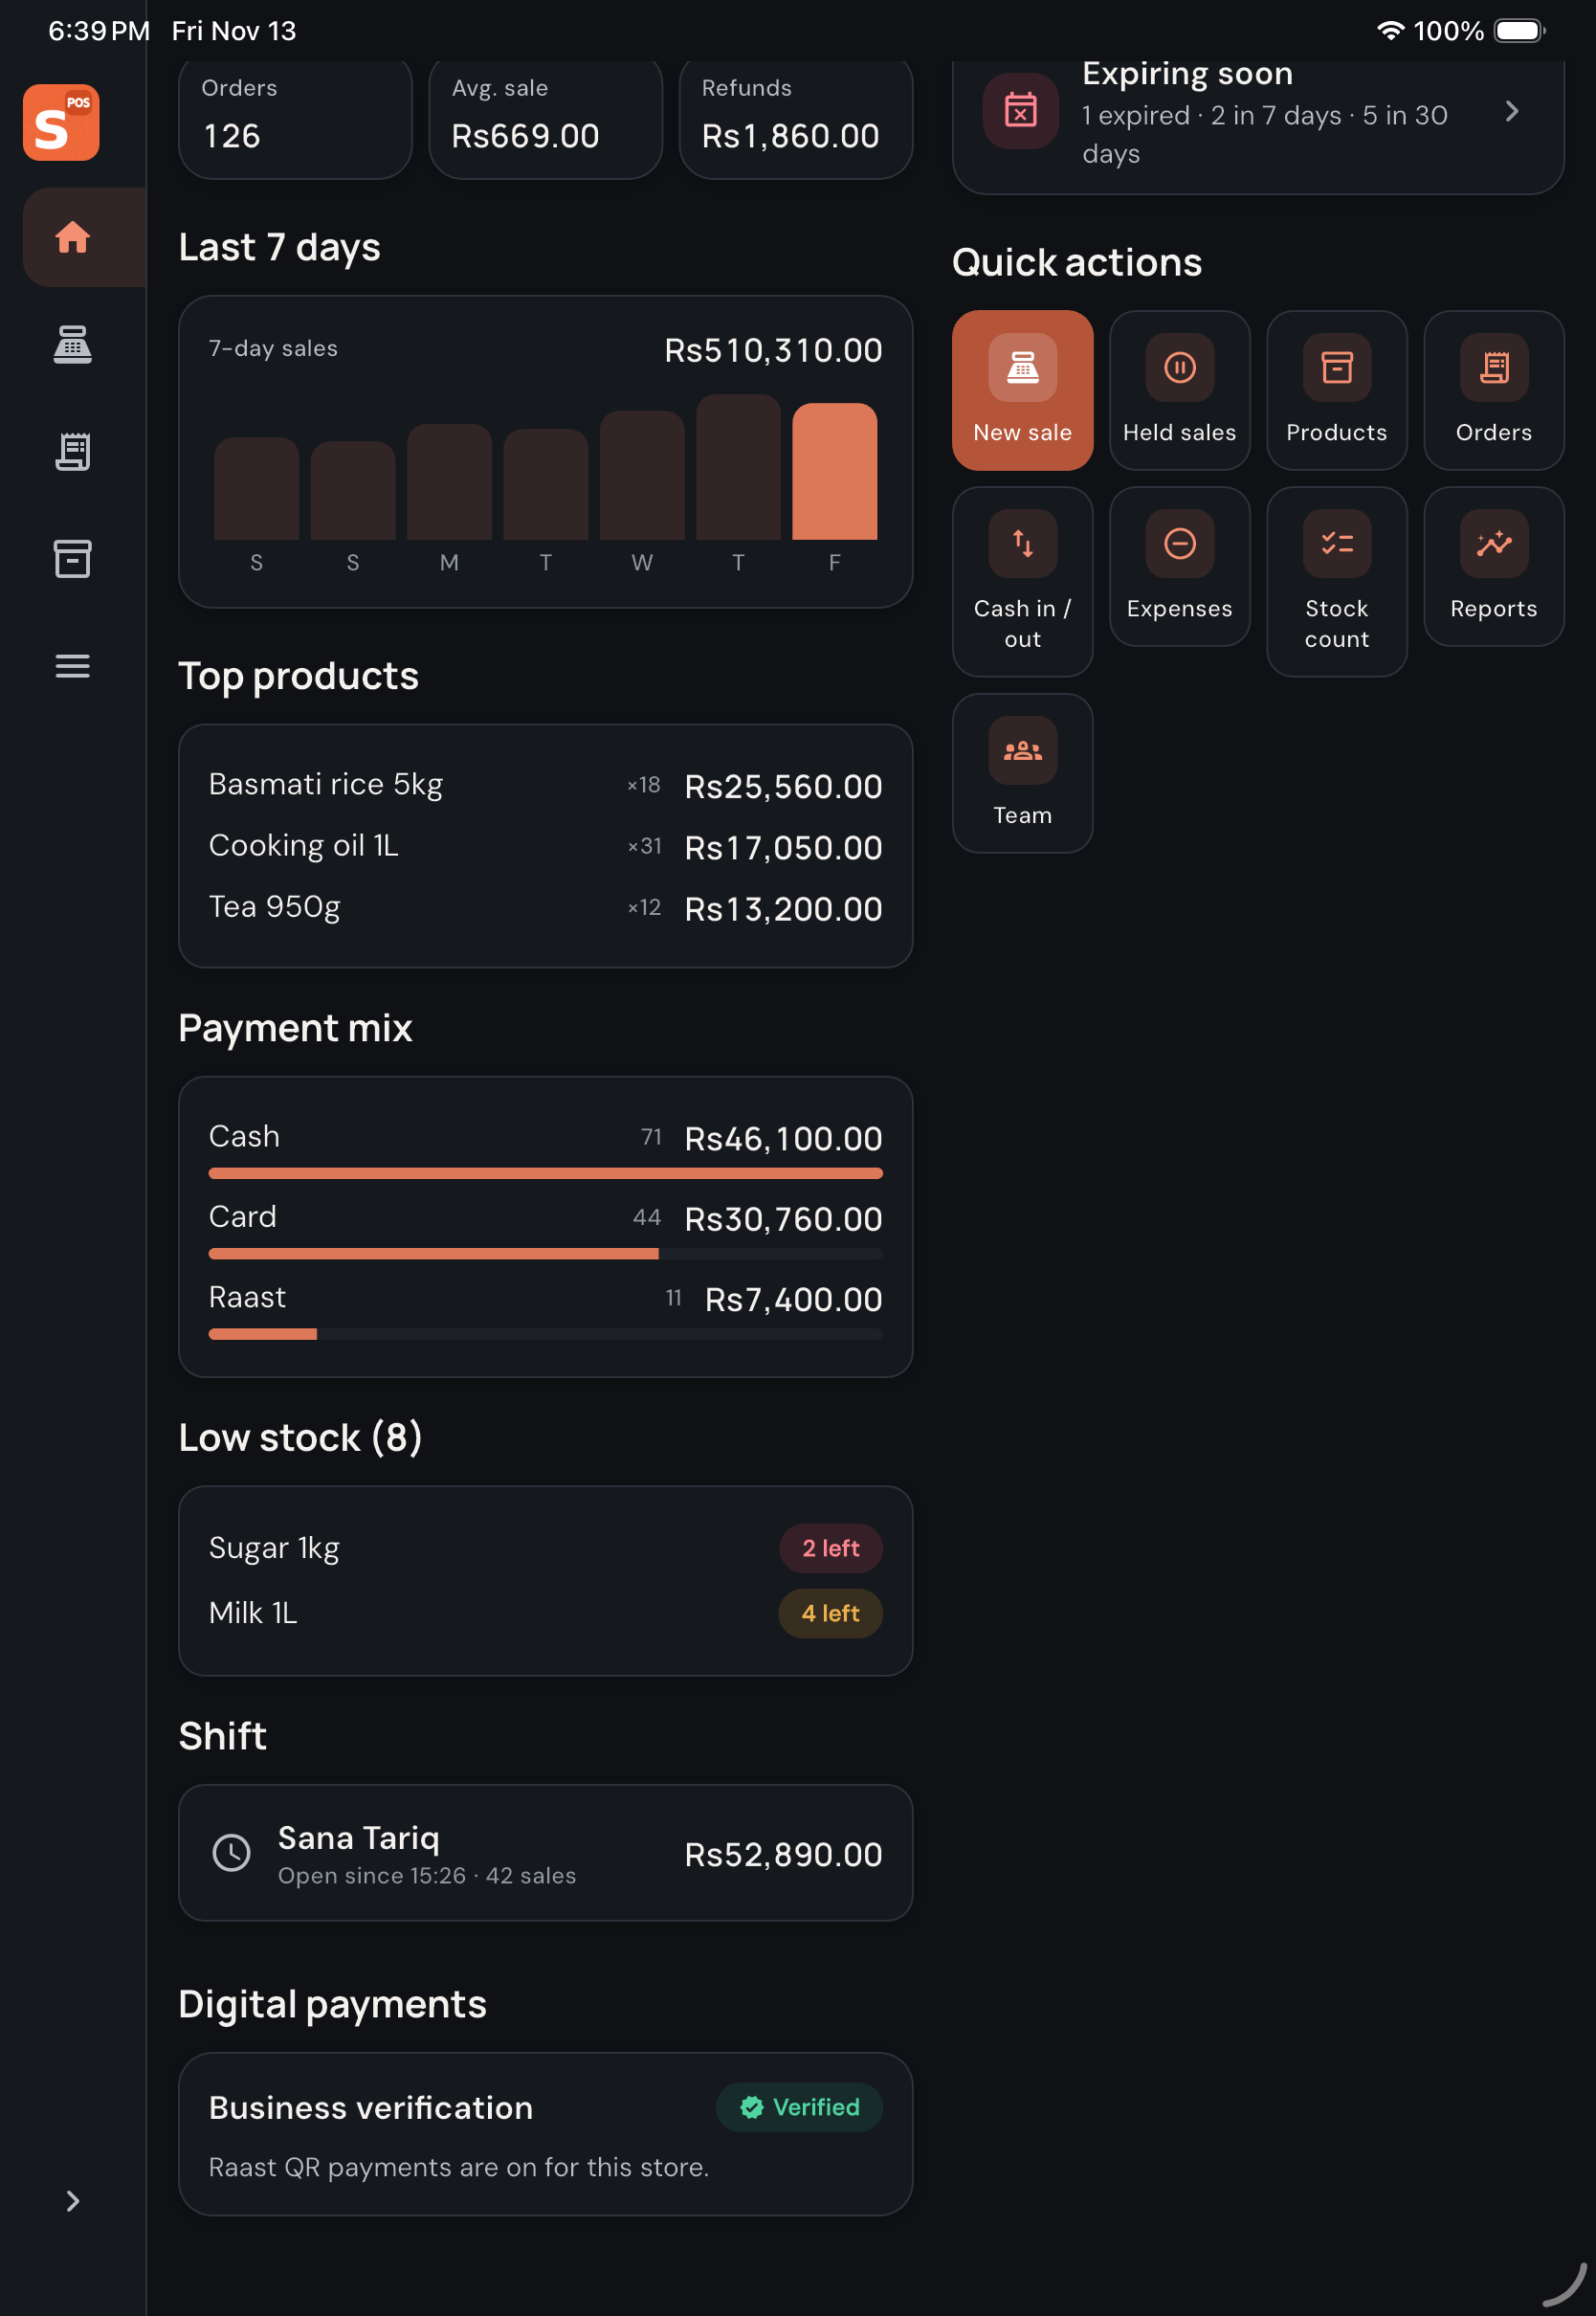 6:39 PM Fri Nov 13
100%
POS
S
Orders
126
Avg. sale
Rs669.00
Refunds
Rs1,860.00
Last 7 days
7-day sales
Rs510,310.00
S S M T W T F
Top products
Basmati rice 5kg ×18 Rs25,560.00
Cooking oil 1L ×31 Rs17,050.00
Tea 950g ×12 Rs13,200.00
Payment mix
Cash 71 Rs46,100.00
Card 44 Rs30,760.00
Raast 11 Rs7,400.00
Low stock (8)
Sugar 1kg 2 left
Milk 1L 4 left
Shift
Sana Tariq
Open since 15:26 · 42 sales
Rs52,890.00
Digital payments
Business verification Verified
Raast QR payments are on for this store.
Expiring soon
1 expired · 2 in 7 days · 5 in 30
days
Quick actions
New sale
Held sales
Products
Orders
Cash in /
out
Expenses
Stock
count
Reports
Team